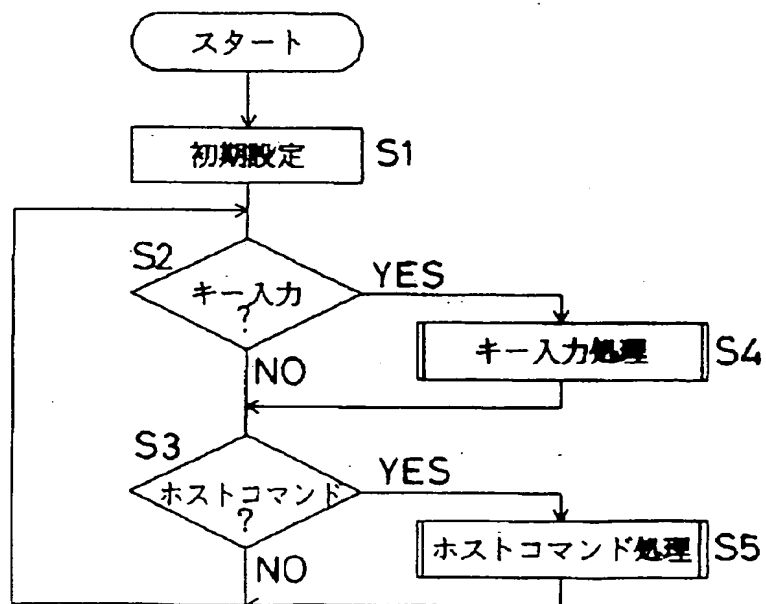 スタート
初期設定 S1
S2
キー入力
?
YES
キー入力処理 S4
NO
S3
ホストコマンド
?
YES
ホストコマンド処理 S5
NO